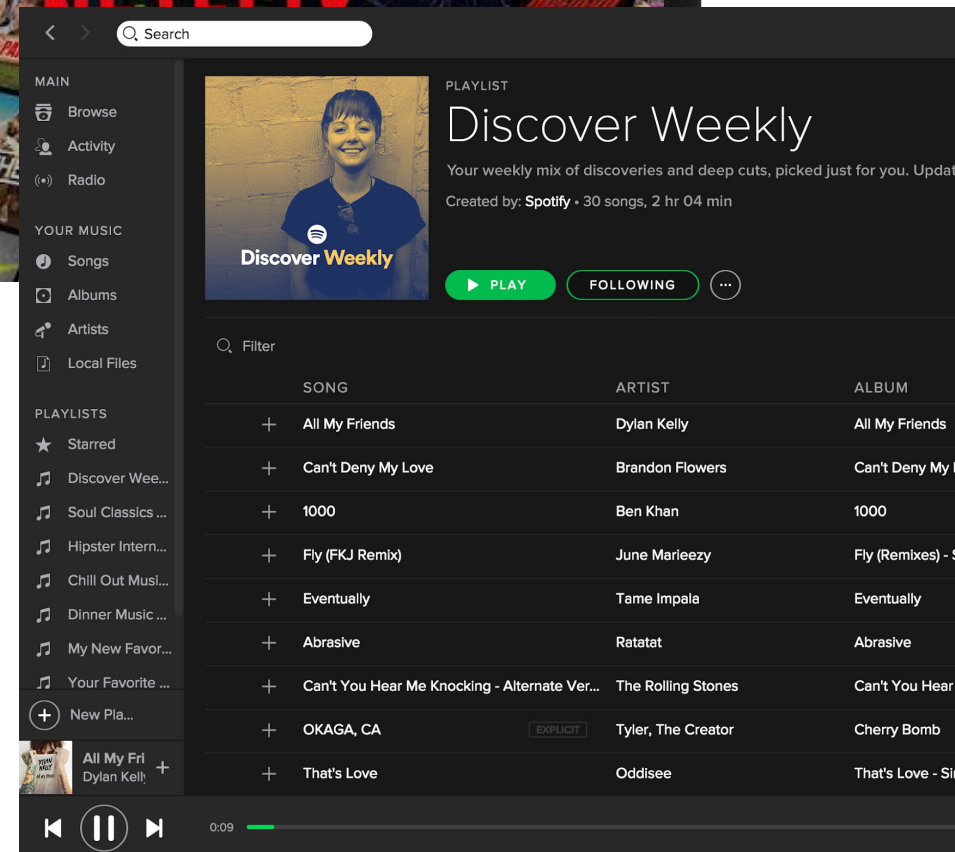 Search
MAIN
Browse
Activity
Radio
YOUR MUSIC
Songs
Albums
Artists
Local Files
PLAYLISTS
Starred
Discover Wee...
Soul Classics ...
Hipster Intern...
Chill Out Musi...
Dinner Music ...
My New Favor...
Your Favorite ...
New Pla...
All My Fri
Dylan Kelly
Discover Weekly
PLAYLIST
Discover Weekly
Your weekly mix of discoveries and deep cuts, picked just for you. Updat
Created by: Spotify • 30 songs, 2 hr 04 min
PLAY FOLLOWING ...
Filter
SONG ARTIST ALBUM
All My Friends Dylan Kelly All My Friends
Can't Deny My Love Brandon Flowers Can't Deny My
1000 Ben Khan 1000
Fly (FKJ Remix) June Marieezy Fly (Remixes) - S
Eventually Tame Impala Eventually
Abrasive Ratatat Abrasive
Can't You Hear Me Knocking - Alternate Ver... The Rolling Stones Can't You Hear
OKAGA, CA EXPLICIT Tyler, The Creator Cherry Bomb
That's Love Oddisee That's Love - Si
0:09